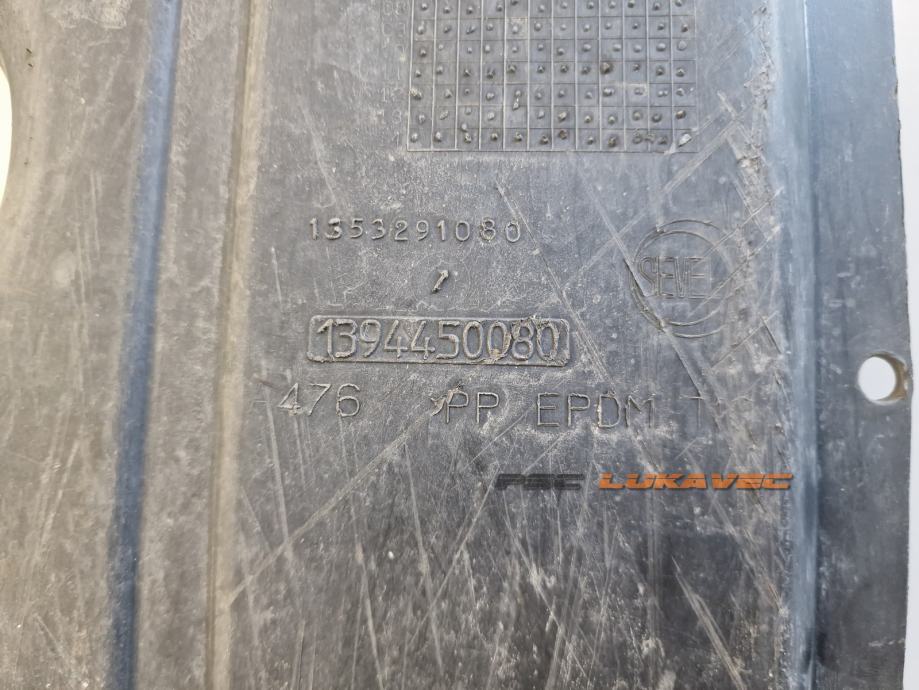 1353291080
SEVEL
1394450080
476 PP EPDM T
PSC LUKAVEC